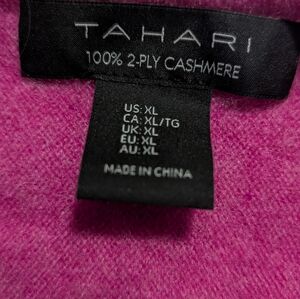 TAHARI
100% 2-PLY CASHMERE
US: XL
CA: XL/TG
UK: XL
EU: XL
AU: XL
MADE IN CHINA